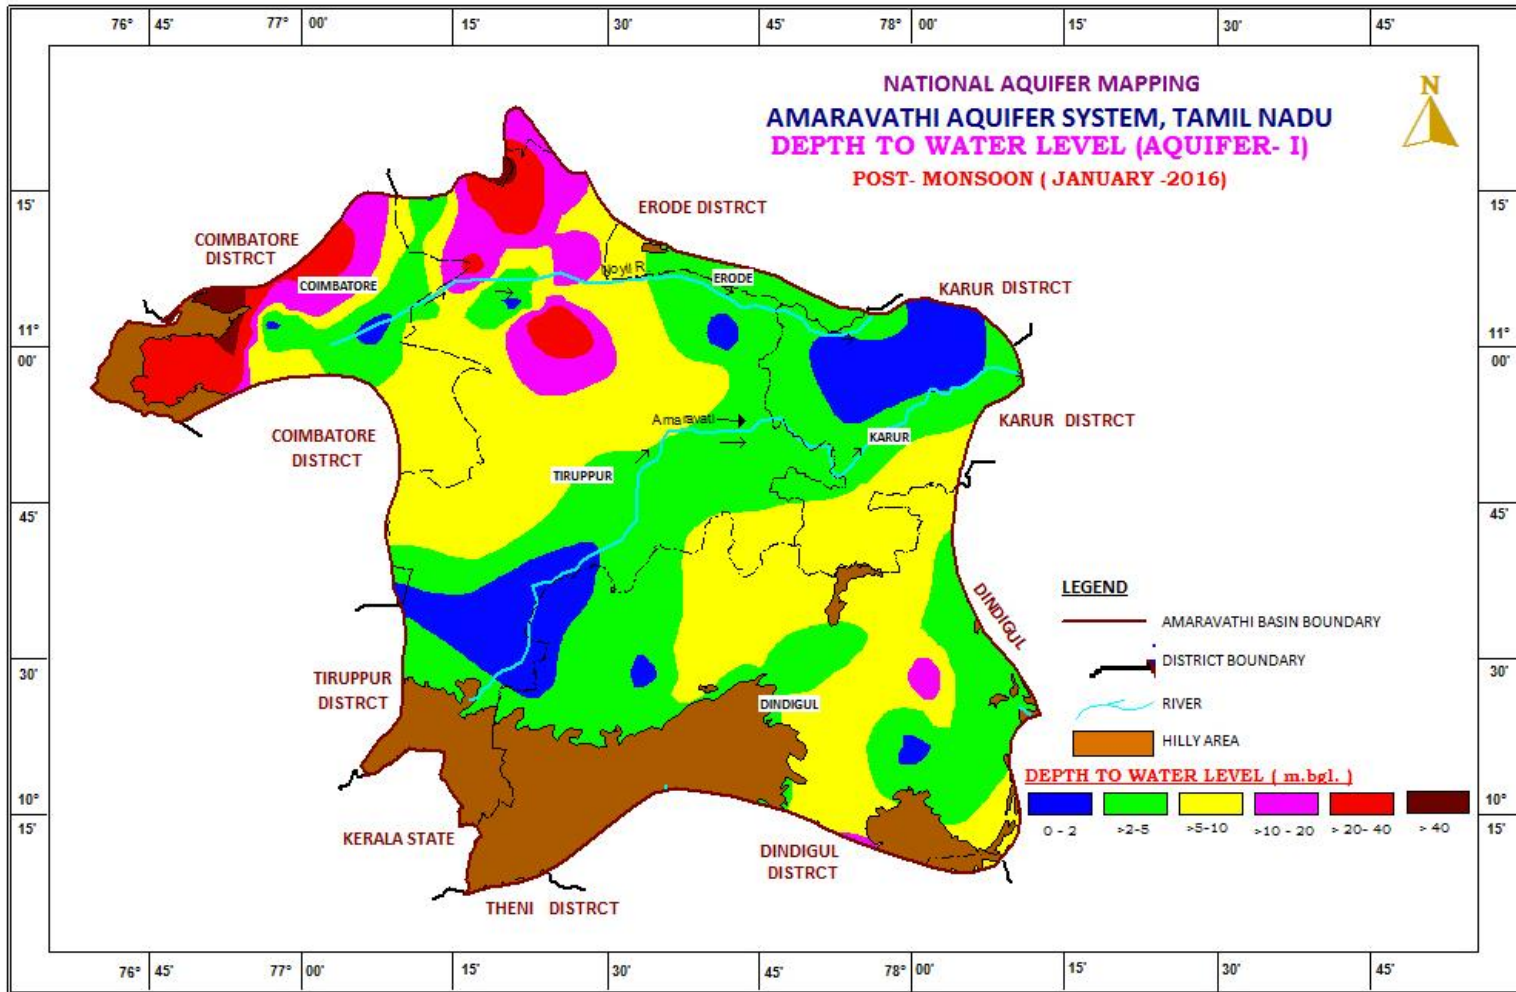 76° 45' 77° 00' 15' 30' 45' 78° 00' 15' 30' 45'
NATIONAL AQUIFER MAPPING
AMARAVATHI AQUIFER SYSTEM, TAMIL NADU
DEPTH TO WATER LEVEL (AQUIFER- I)
POST- MONSOON ( JANUARY -2016)
N
15' 15'
ERODE DISTRCT
COIMBATORE
DISTRCT
Noyil R.
ERODE
COIMBATORE
KARUR DISTRCT
11° 11°
00' 00'
KARUR DISTRCT
Amaravati
COIMBATORE
DISTRCT
KARUR
TIRUPPUR
45' 45'
DINDIGUL
LEGEND
AMARAVATHI BASIN BOUNDARY
DISTRICT BOUNDARY
30' 30'
TIRUPPUR
DISTRCT
DINDIGUL
RIVER
HILLY AREA
DEPTH TO WATER LEVEL ( m.bgl. )
10° 10°
15' 15'
0 - 2 >2-5 >5-10 >10 - 20 > 20- 40 > 40
KERALA STATE
DINDIGUL
DISTRCT
THENI DISTRCT
76° 45' 77° 00' 15' 30' 45' 78° 00' 15' 30' 45'